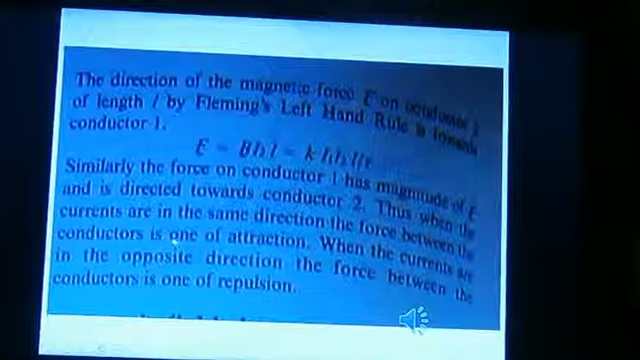 The direction of the magnetic force F on conductor 2
of length l by Fleming's Left Hand Rule is towards
conductor 1.
F = BI₂ l = k I₁I₂ l/r
Similarly the force on conductor 1 has magnitude of F
and is directed towards conductor 2. Thus when the
currents are in the same direction the force between the
conductors is one of attraction. When the currents are
in the opposite direction the force between the
conductors is one of repulsion.